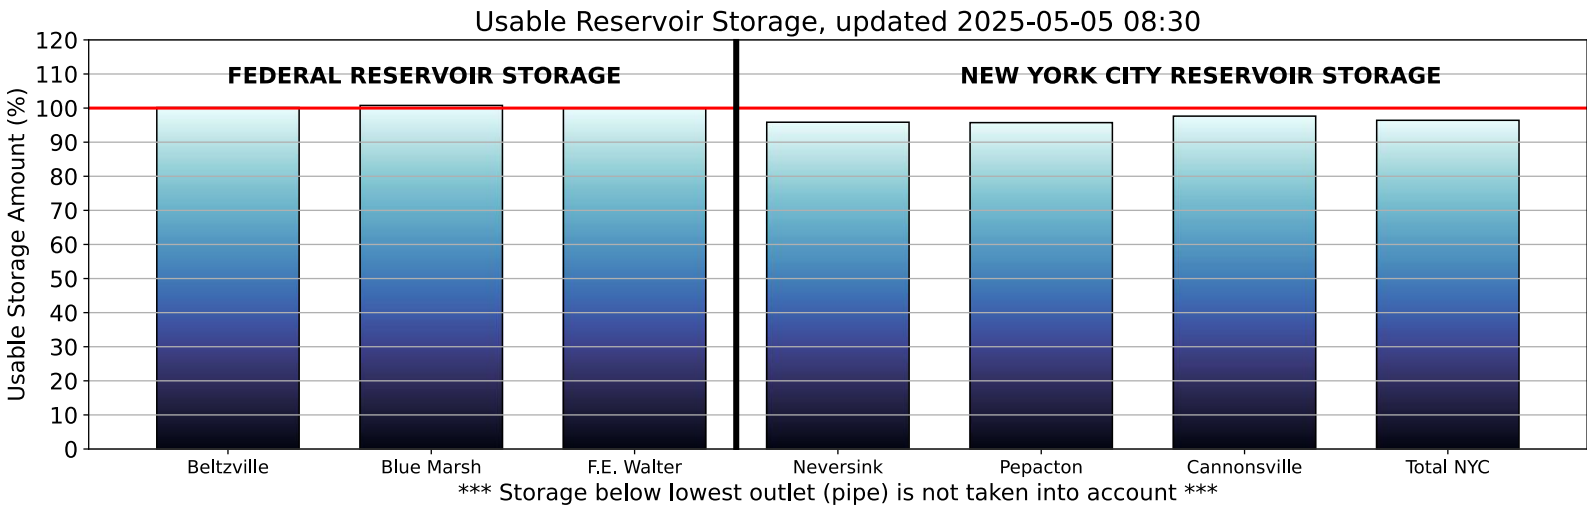 Usable Reservoir Storage, updated 2025-05-05 08:30
FEDERAL RESERVOIR STORAGE
NEW YORK CITY RESERVOIR STORAGE
Usable Storage Amount (%)
120
110
100
90
80
70
60
50
40
30
20
10
0
Beltzville
Blue Marsh
F.E. Walter
Neversink
Pepacton
Cannonsville
Total NYC
*** Storage below lowest outlet (pipe) is not taken into account ***